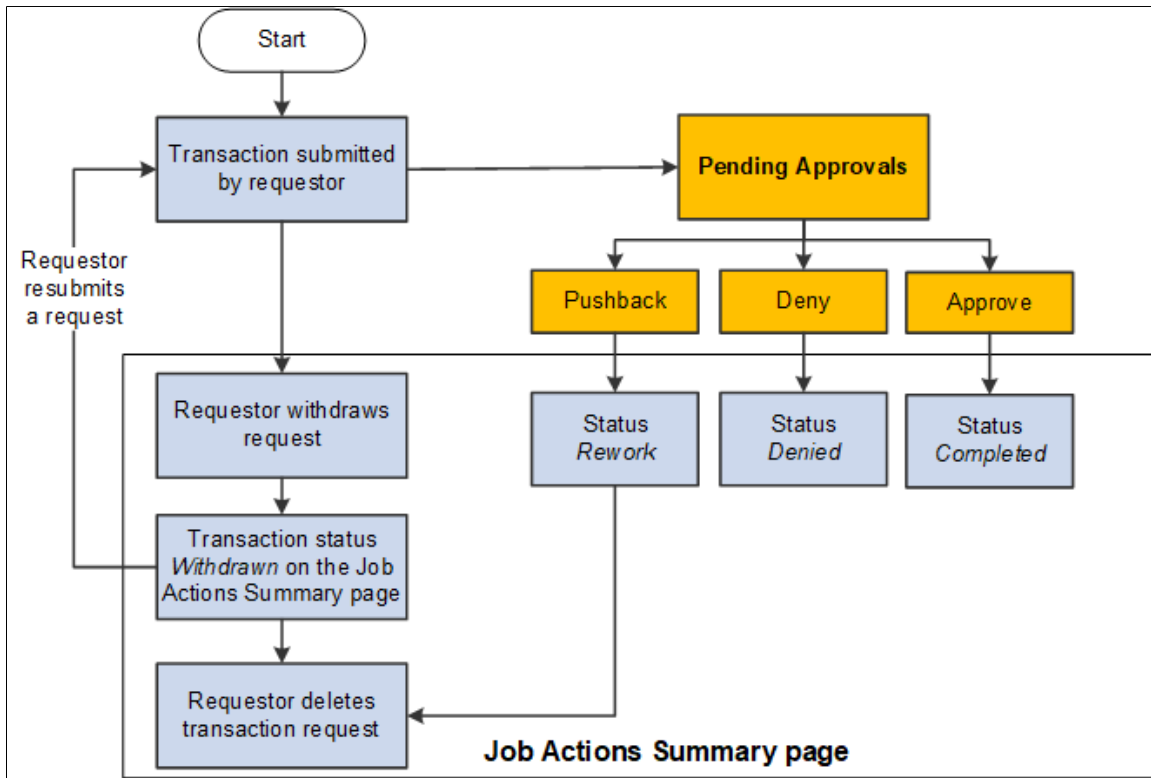 Start
Transaction submitted
by requestor
Pending Approvals
Requestor
resubmits
a request
Pushback
Deny
Approve
Requestor withdraws
request
Status
Rework
Status
Denied
Status
Completed
Transaction status
Withdrawn on the Job
Actions Summary page
Requestor deletes
transaction request
Job Actions Summary page